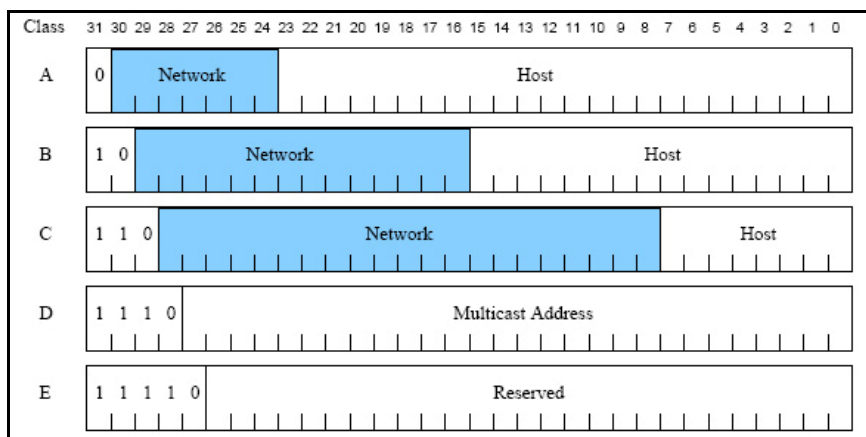 Class 31 30 29 28 27 26 25 24 23 22 21 20 19 18 17 16 15 14 13 12 11 10 9 8 7 6 5 4 3 2 1 0
A 0 Network Host
B 1 0 Network Host
C 1 1 0 Network Host
D 1 1 1 0 Multicast Address
E 1 1 1 1 0 Reserved